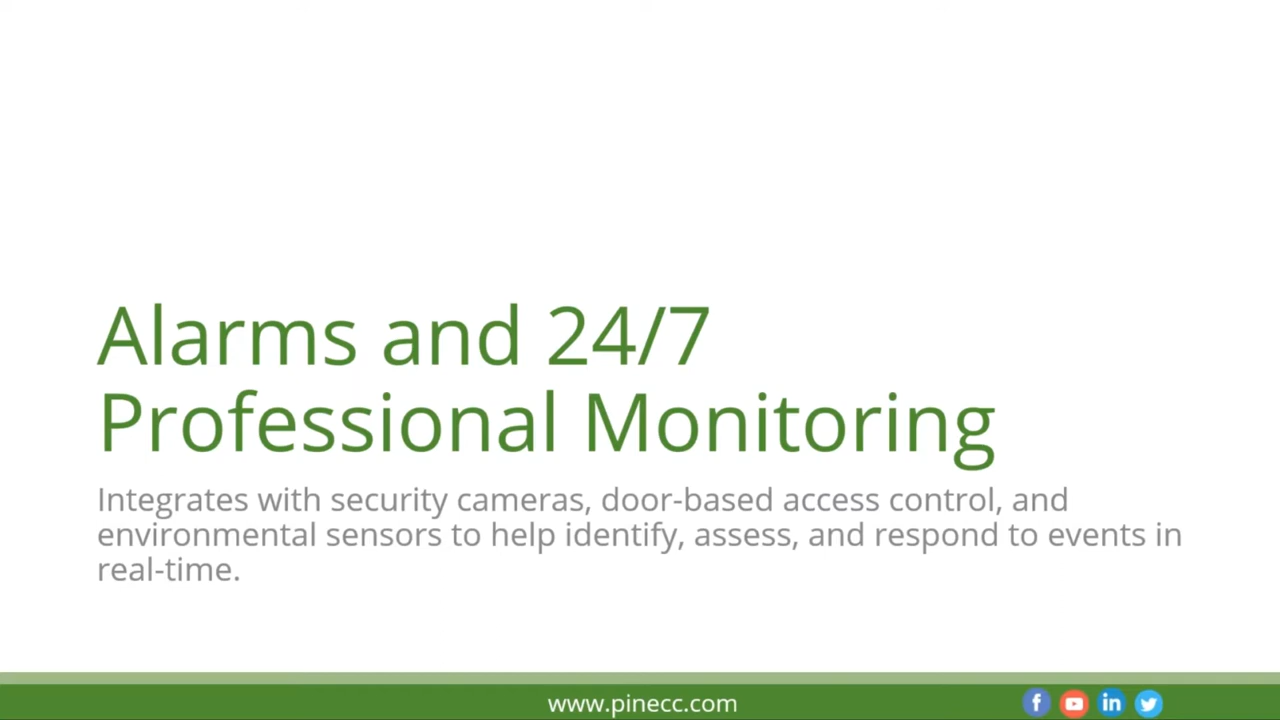 Alarms and 24/7
Professional Monitoring
Integrates with security cameras, door-based access control, and
environmental sensors to help identify, assess, and respond to events in
real-time.
www.pinecc.com